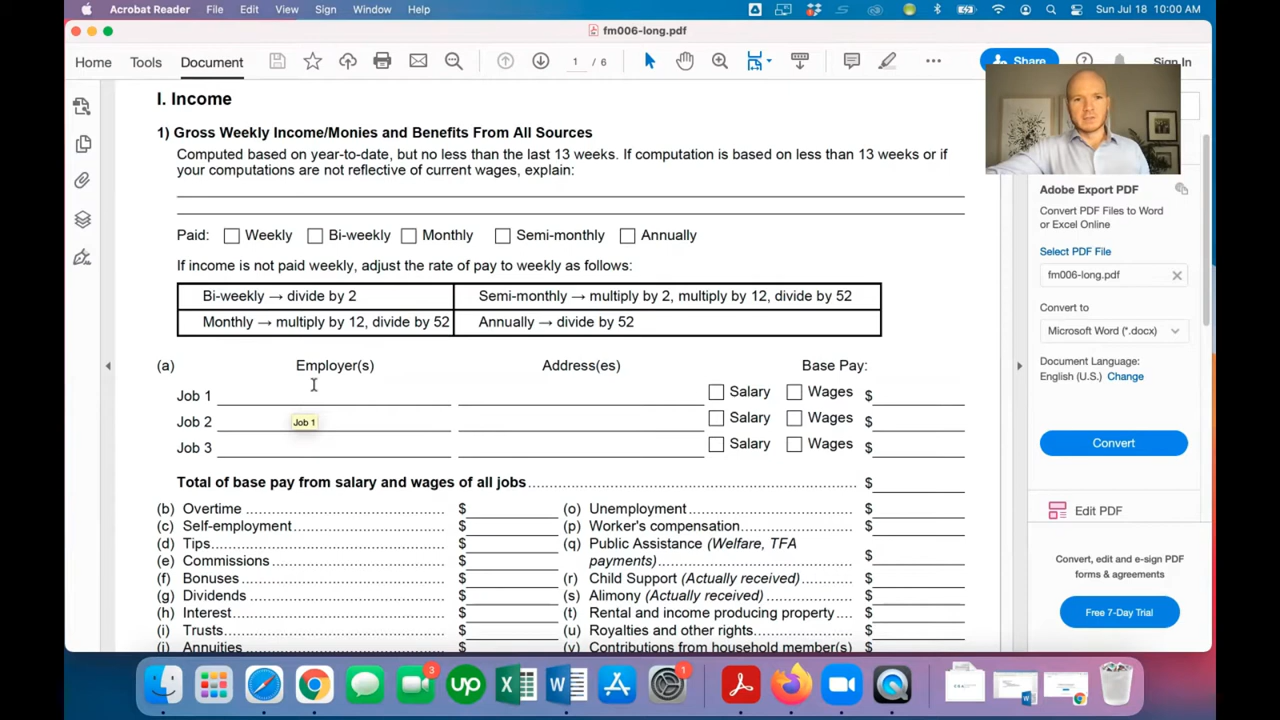 Acrobat Reader File Edit View Sign Window Help Sun Jul 18 10:00 AM
fm006-long.pdf
Home Tools Document 1 / 6 Share Sign In
I. Income
1) Gross Weekly Income/Monies and Benefits From All Sources
Computed based on year-to-date, but no less than the last 13 weeks. If computation is based on less than 13 weeks or if
your computations are not reflective of current wages, explain:
Paid: Weekly Bi-weekly Monthly Semi-monthly Annually
If income is not paid weekly, adjust the rate of pay to weekly as follows:
Bi-weekly → divide by 2 Semi-monthly → multiply by 2, multiply by 12, divide by 52
Monthly → multiply by 12, divide by 52 Annually → divide by 52
(a) Employer(s) Address(es) Base Pay:
Job 1 Salary Wages $
Job 2 Salary Wages $
Job 1
Job 3 Salary Wages $
Total of base pay from salary and wages of all jobs $
(b) Overtime $ (o) Unemployment $
(c) Self-employment $ (p) Worker's compensation $
(d) Tips $ (q) Public Assistance (Welfare, TFA
(e) Commissions $ payments) $
(f) Bonuses $ (r) Child Support (Actually received) $
(g) Dividends $ (s) Alimony (Actually received) $
(h) Interest $ (t) Rental and income producing property $
(i) Trusts $ (u) Royalties and other rights $
(j) Annuities $ (v) Contributions from household member(s) $
Adobe Export PDF
Convert PDF Files to Word
or Excel Online
Select PDF File
fm006-long.pdf
Convert to
Microsoft Word (*.docx)
Document Language:
English (U.S.) Change
Convert
Edit PDF
Convert, edit and e-sign PDF
forms & agreements
Free 7-Day Trial
3
up
1